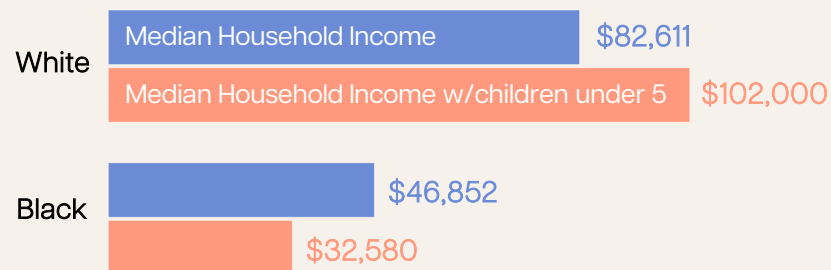 White
Median Household Income $82,611
Median Household Income w/children under 5 $102,000
Black
$46,852
$32,580